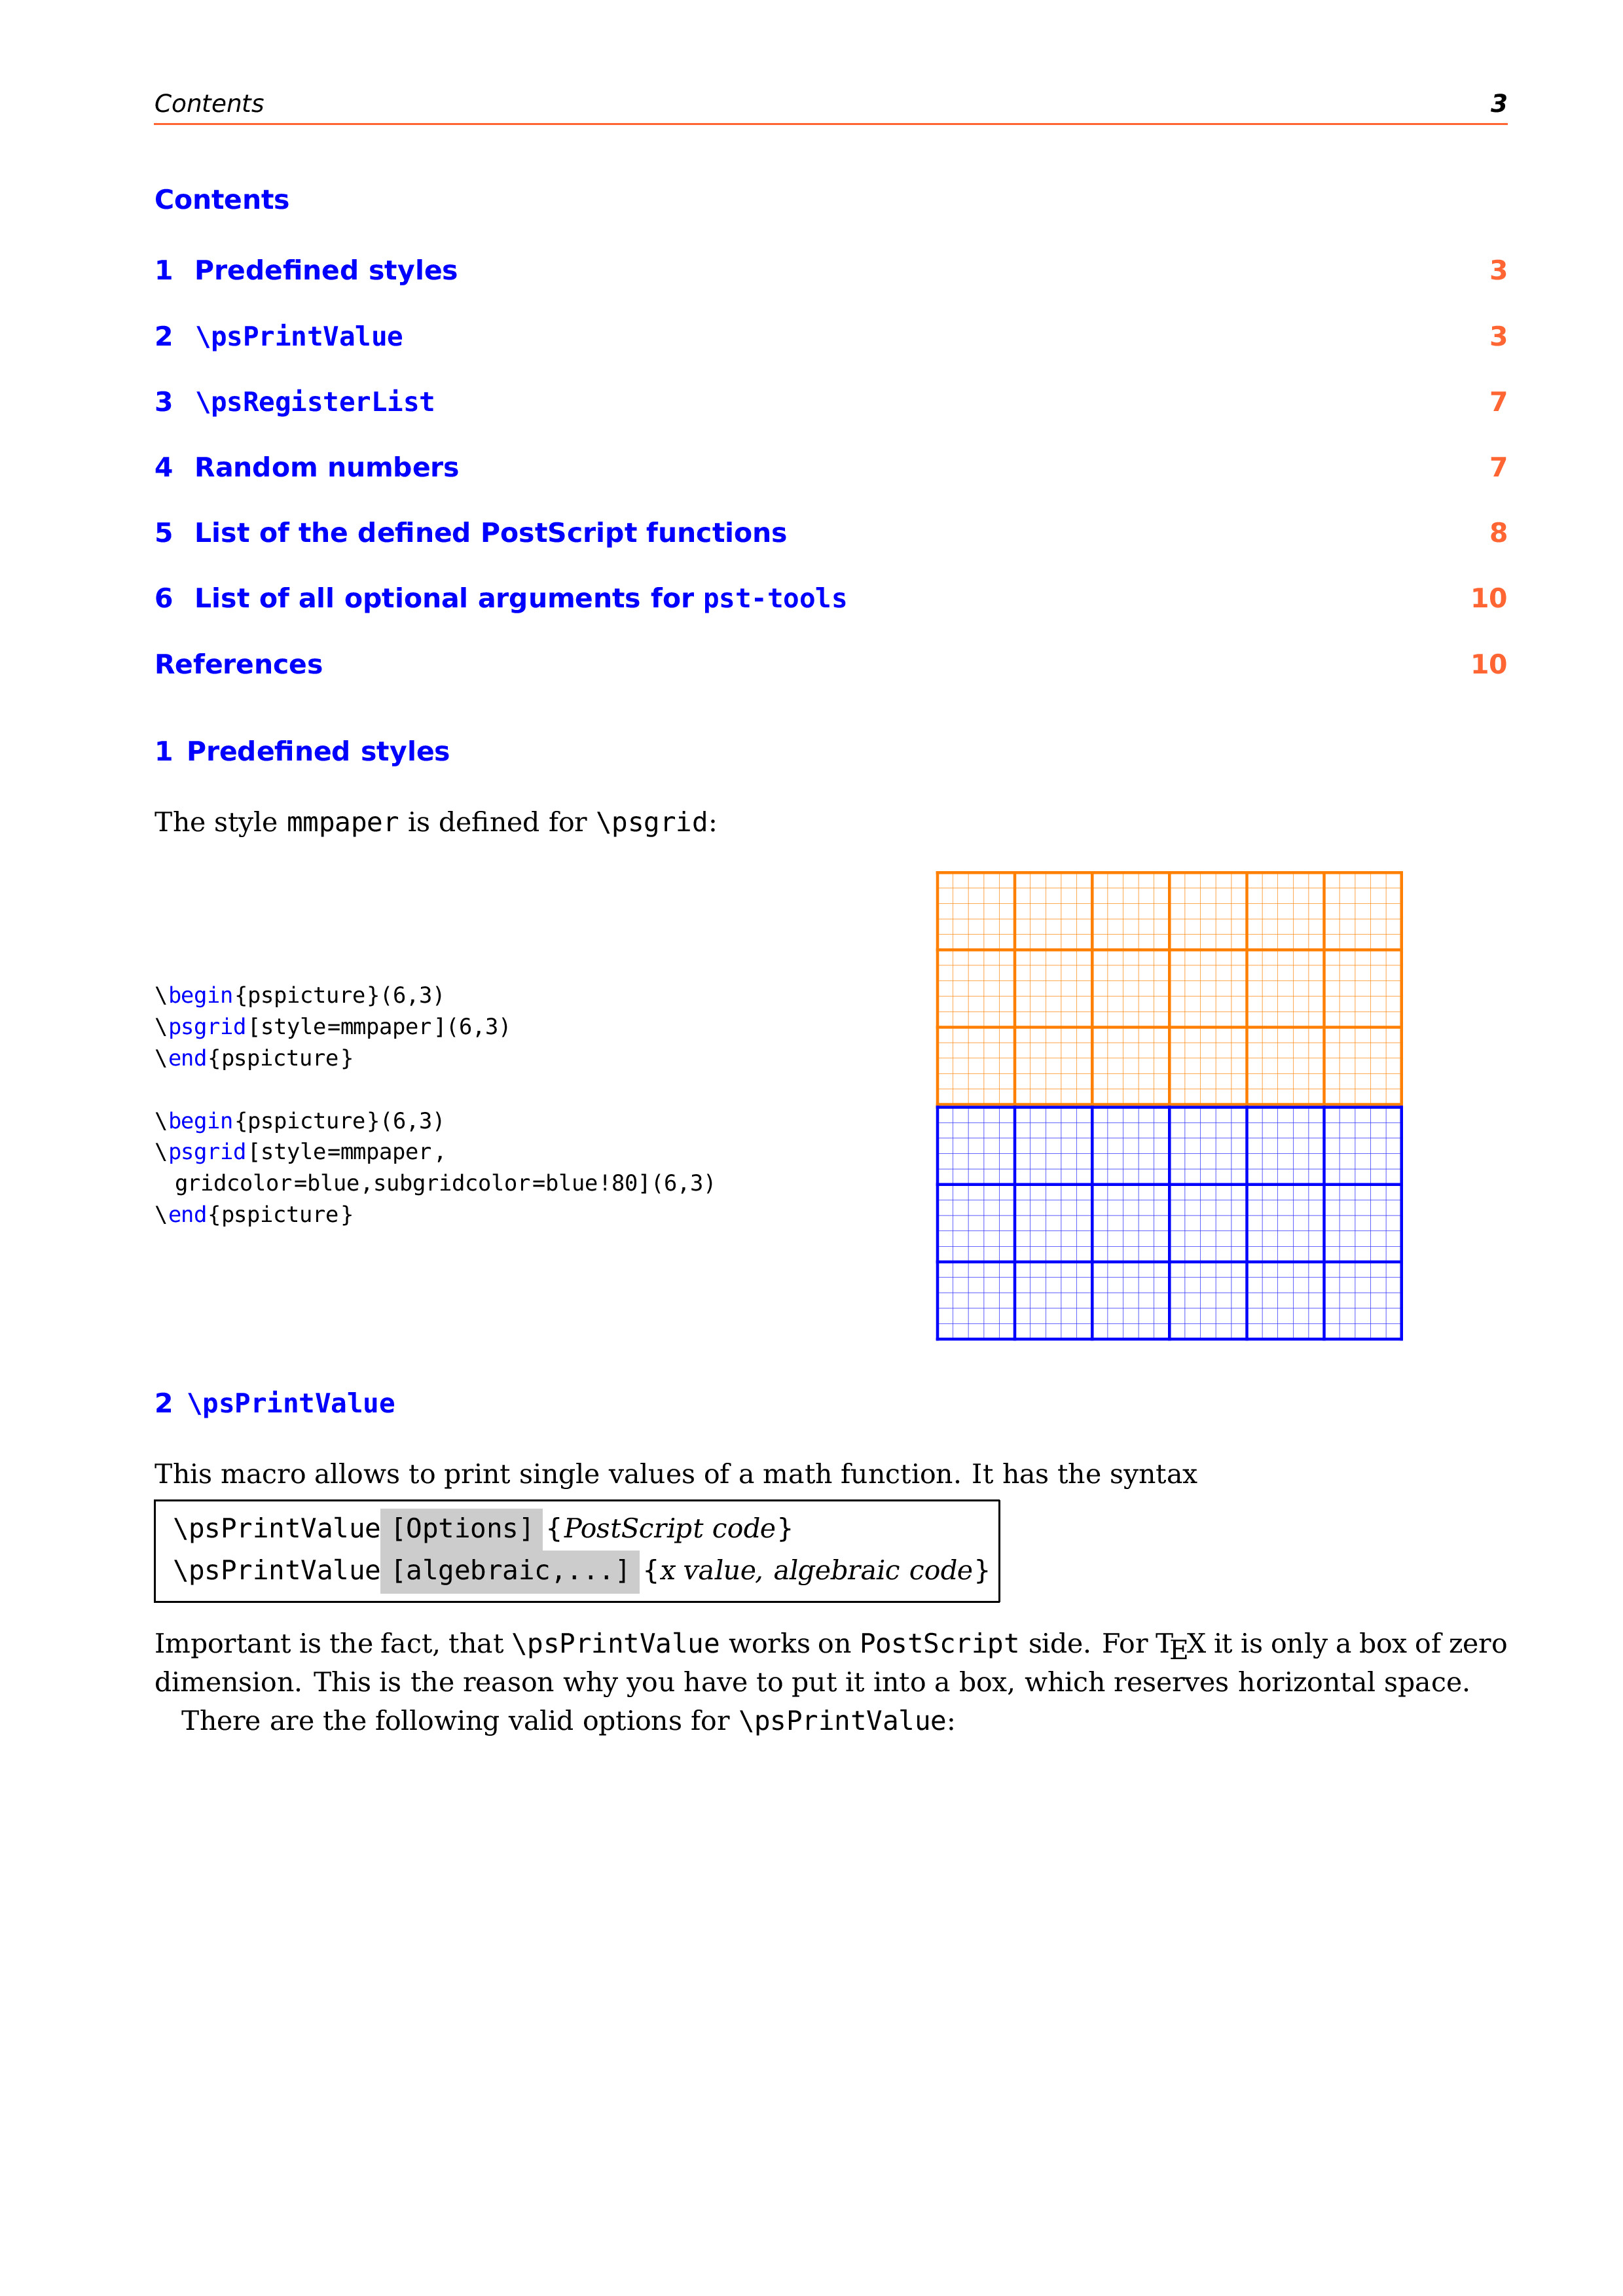 Contents 3
Contents
1 Predefined styles 3
2 \psPrintValue 3
3 \psRegisterList 7
4 Random numbers 7
5 List of the defined PostScript functions 8
6 List of all optional arguments for pst-tools 10
References 10
1 Predefined styles
The style mmpaper is defined for \psgrid:
\begin{pspicture}(6,3)
\psgrid[style=mmpaper](6,3)
\end{pspicture}
\begin{pspicture}(6,3)
\psgrid[style=mmpaper,
gridcolor=blue,subgridcolor=blue!80](6,3)
\end{pspicture}
2 \psPrintValue
This macro allows to print single values of a math function. It has the syntax
\psPrintValue [Options] {PostScript code}
\psPrintValue [algebraic,...] {x value, algebraic code}
Important is the fact, that \psPrintValue works on PostScript side. For TEX it is only a box of zero
dimension. This is the reason why you have to put it into a box, which reserves horizontal space.
There are the following valid options for \psPrintValue: